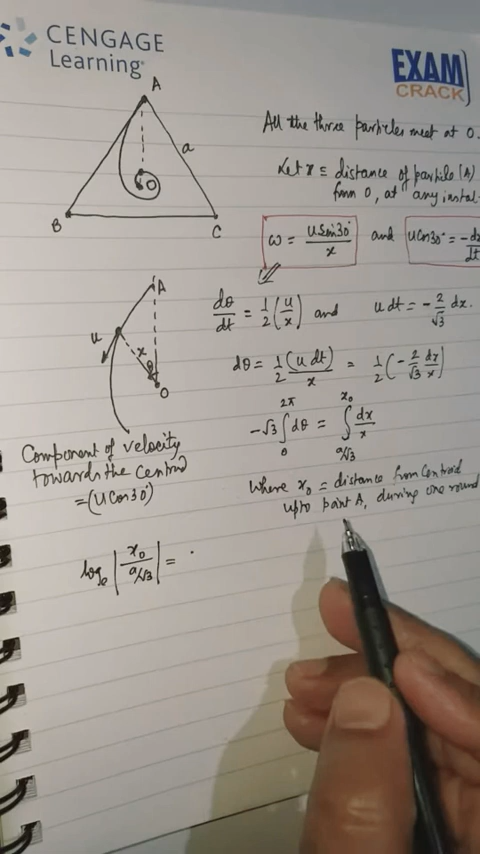 CENGAGE
Learning
EXAM
CRACK
A
a
O
B
C
All the three particles meet at O.
Let x = distance of particle (A)
from O, at any instant
ω = u sin30°/x and u cos30° = -dx/dt
A
u
x
O
dθ/dt = 1/2 (u/x) and u dt = -2/√3 dx.
dθ = 1/2 (u dt)/x = 1/2 (-2/√3 dx/x)
-√3 ∫₀^2π dθ = ∫_a/√3^x₀ dx/x
Component of velocity
towards the centroid
= (u cos30°)
where x₀ = distance from centroid
upto point A, during one round
logₑ |x₀/(a/√3)| =